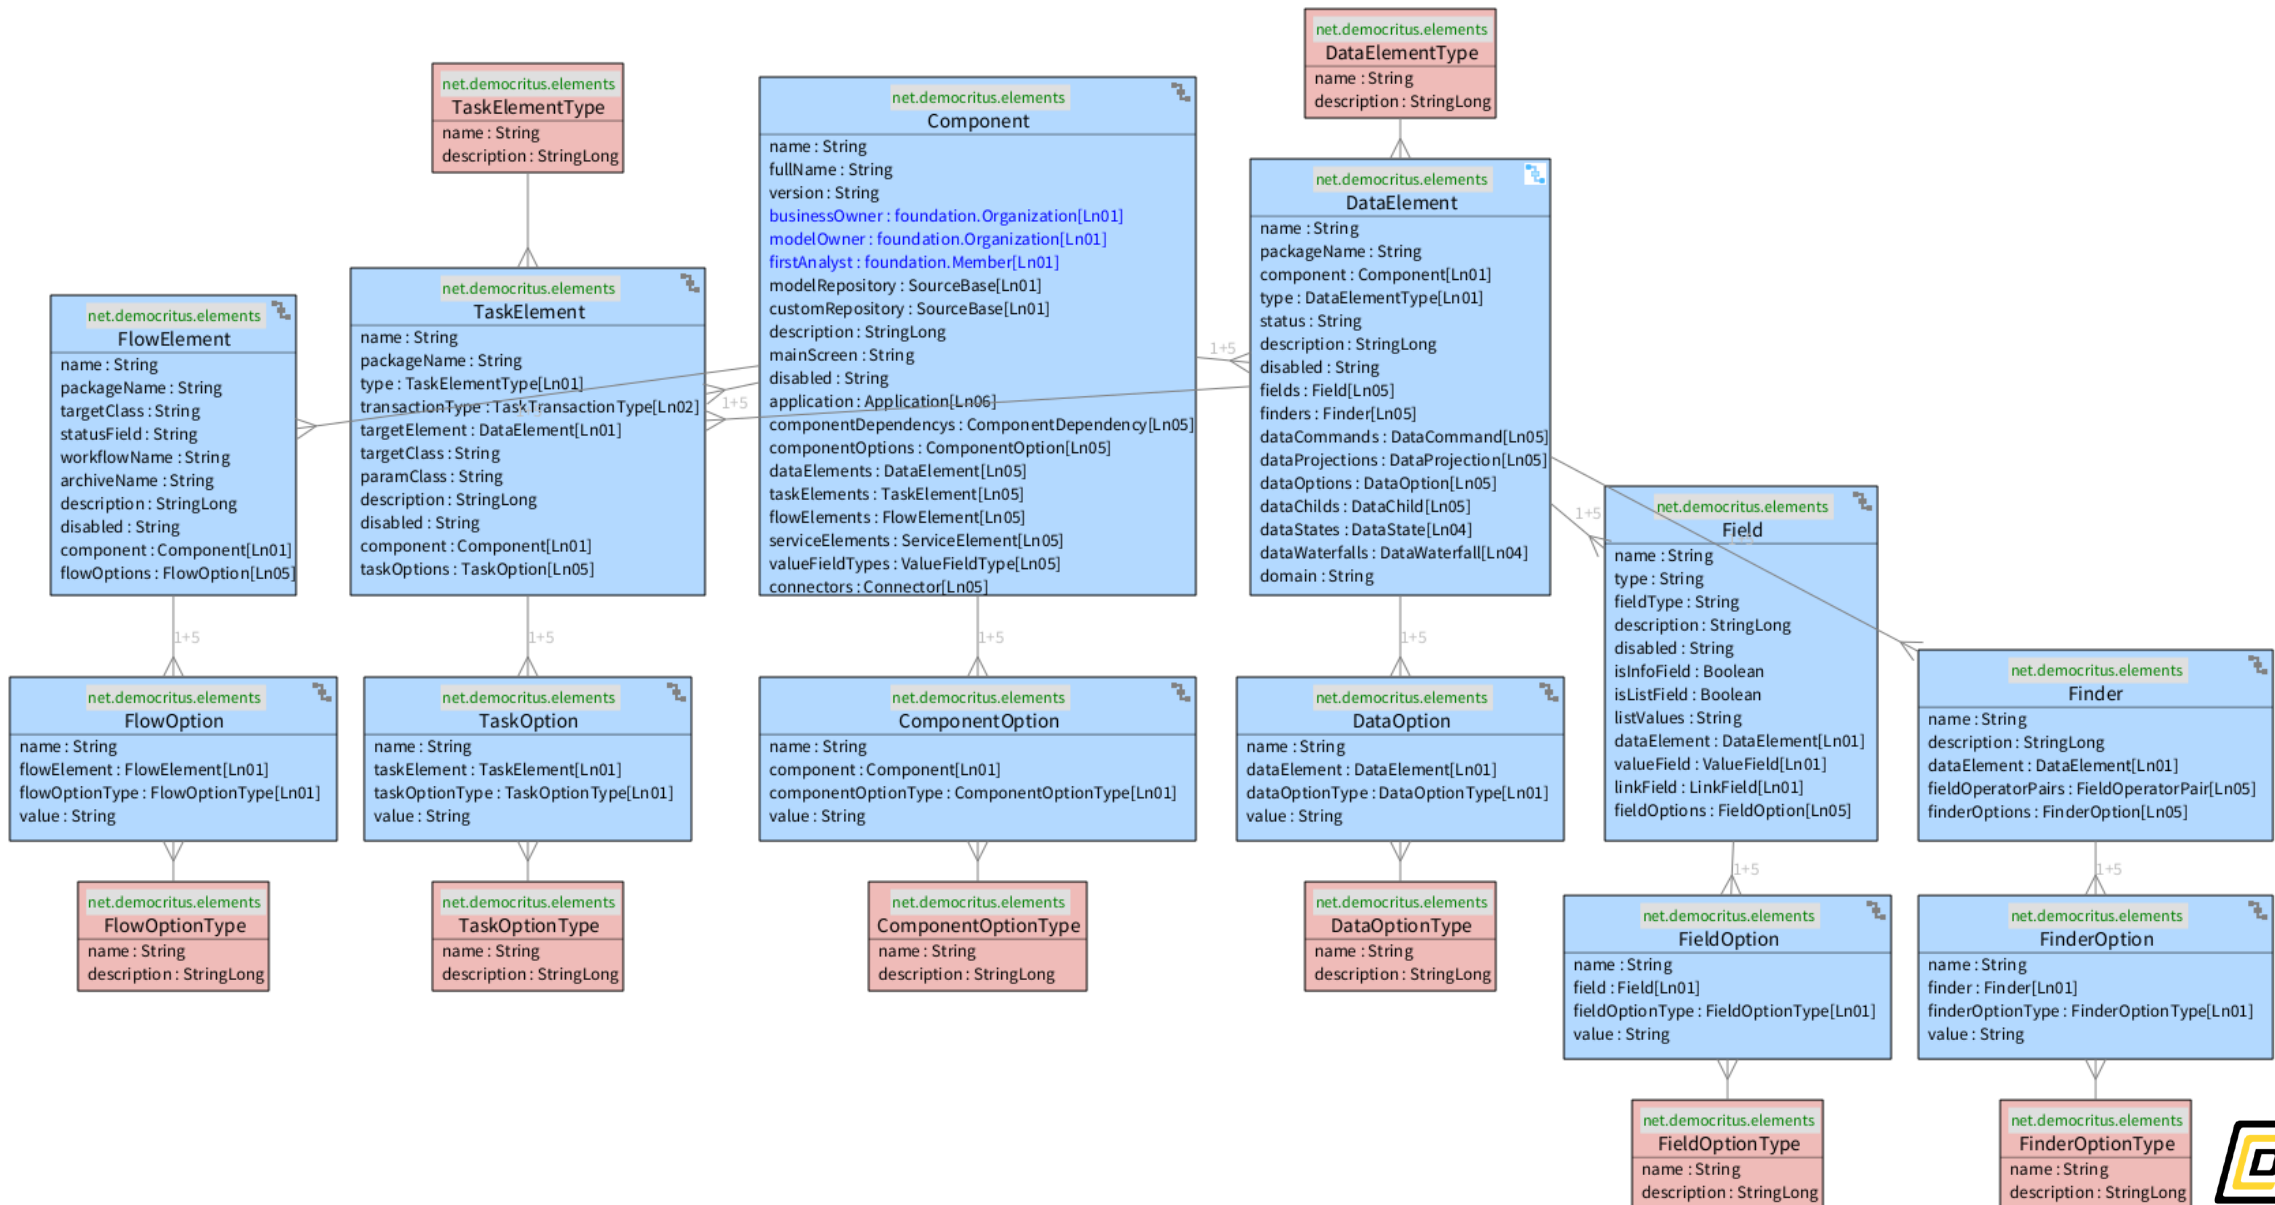 net.democritus.elements
DataElementType
name : String
description : StringLong
net.democritus.elements
TaskElementType
name : String
description : StringLong
net.democritus.elements
Component
name : String
fullName : String
version : String
businessOwner : foundation.Organization[Ln01]
modelOwner : foundation.Organization[Ln01]
firstAnalyst : foundation.Member[Ln01]
modelRepository : SourceBase[Ln01]
customRepository : SourceBase[Ln01]
description : StringLong
mainScreen : String
disabled : String
application : Application[Ln06]
componentDependencys : ComponentDependency[Ln05]
componentOptions : ComponentOption[Ln05]
dataElements : DataElement[Ln05]
taskElements : TaskElement[Ln05]
flowElements : FlowElement[Ln05]
serviceElements : ServiceElement[Ln05]
valueFieldTypes : ValueFieldType[Ln05]
connectors : Connector[Ln05]
net.democritus.elements
DataElement
name : String
packageName : String
component : Component[Ln01]
type : DataElementType[Ln01]
status : String
description : StringLong
disabled : String
fields : Field[Ln05]
finders : Finder[Ln05]
dataCommands : DataCommand[Ln05]
dataProjections : DataProjection[Ln05]
dataOptions : DataOption[Ln05]
dataChilds : DataChild[Ln05]
dataStates : DataState[Ln04]
dataWaterfalls : DataWaterfall[Ln04]
domain : String
net.democritus.elements
TaskElement
name : String
packageName : String
type : TaskElementType[Ln01]
transactionType : TaskTransactionType[Ln02]
targetElement : DataElement[Ln01]
targetClass : String
paramClass : String
description : StringLong
disabled : String
component : Component[Ln01]
taskOptions : TaskOption[Ln05]
net.democritus.elements
FlowElement
name : String
packageName : String
targetClass : String
statusField : String
workflowName : String
archiveName : String
description : StringLong
disabled : String
component : Component[Ln01]
flowOptions : FlowOption[Ln05]
1+5
1+5
1+5
net.democritus.elements
Field
name : String
type : String
fieldType : String
description : StringLong
disabled : String
isInfoField : Boolean
isListField : Boolean
listValues : String
dataElement : DataElement[Ln01]
valueField : ValueField[Ln01]
linkField : LinkField[Ln01]
fieldOptions : FieldOption[Ln05]
1+5
1+5
1+5
1+5
net.democritus.elements
Finder
name : String
description : StringLong
dataElement : DataElement[Ln01]
fieldOperatorPairs : FieldOperatorPair[Ln05]
finderOptions : FinderOption[Ln05]
net.democritus.elements
FlowOption
name : String
flowElement : FlowElement[Ln01]
flowOptionType : FlowOptionType[Ln01]
value : String
net.democritus.elements
TaskOption
name : String
taskElement : TaskElement[Ln01]
taskOptionType : TaskOptionType[Ln01]
value : String
net.democritus.elements
ComponentOption
name : String
component : Component[Ln01]
componentOptionType : ComponentOptionType[Ln01]
value : String
net.democritus.elements
DataOption
name : String
dataElement : DataElement[Ln01]
dataOptionType : DataOptionType[Ln01]
value : String
1+5
1+5
net.democritus.elements
FlowOptionType
name : String
description : StringLong
net.democritus.elements
TaskOptionType
name : String
description : StringLong
net.democritus.elements
ComponentOptionType
name : String
description : StringLong
net.democritus.elements
DataOptionType
name : String
description : StringLong
net.democritus.elements
FieldOption
name : String
field : Field[Ln01]
fieldOptionType : FieldOptionType[Ln01]
value : String
net.democritus.elements
FinderOption
name : String
finder : Finder[Ln01]
finderOptionType : FinderOptionType[Ln01]
value : String
net.democritus.elements
FieldOptionType
name : String
description : StringLong
net.democritus.elements
FinderOptionType
name : String
description : StringLong